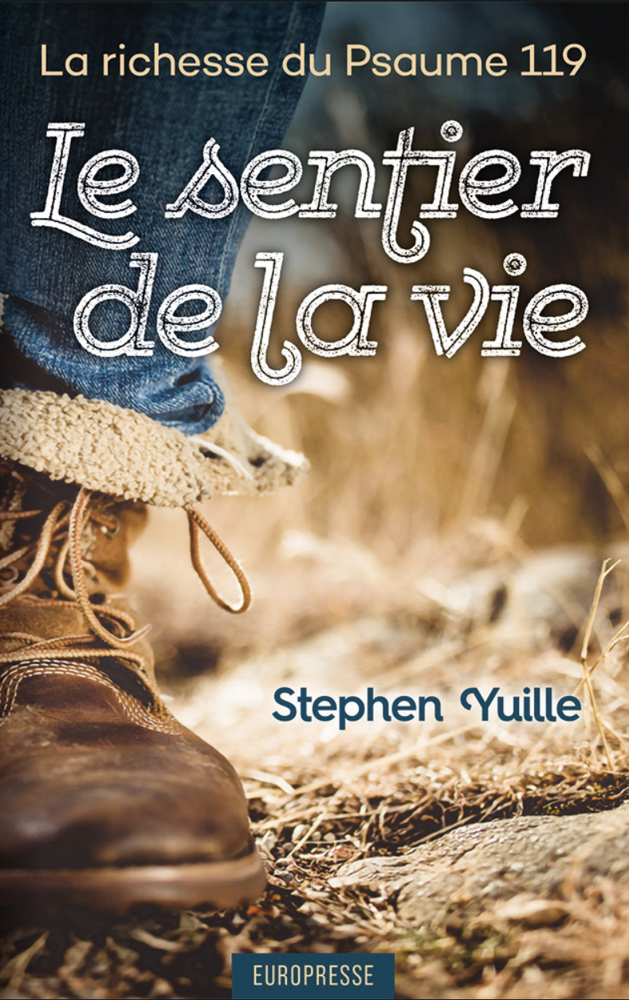 La richesse du Psaume 119
Le sentier
de la vie
Stephen Yuille
EUROPRESSE